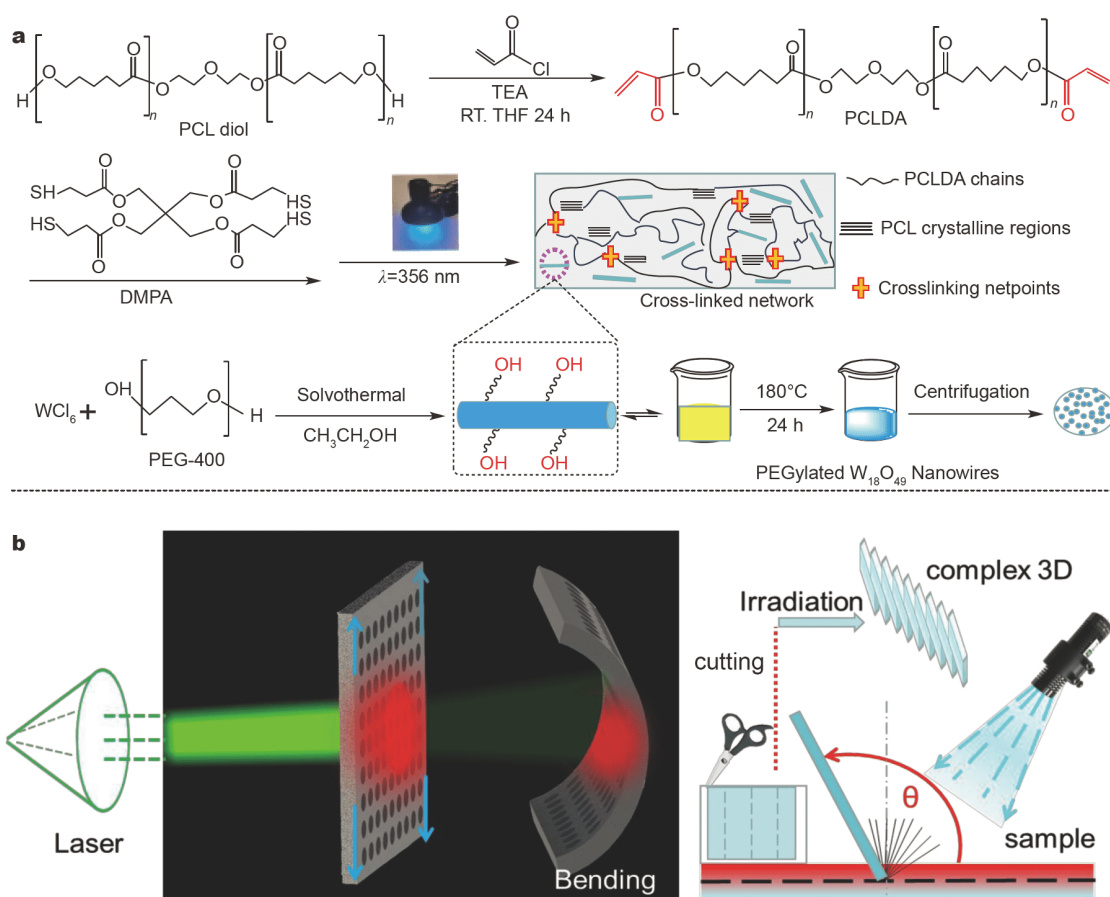 a
O
O
O
O
O
O
O
H
H
n
n
PCL diol
O
Cl
TEA
RT. THF 24 h
O
O
O
O
O
O
O
O
O
n
n
PCLDA
SH
O
O
O
O
HS
HS
O
O
O
O
HS
DMPA
λ=356 nm
Cross-linked network
PCLDA chains
PCL crystalline regions
Crosslinking netpoints
WCl6 +
OH
O
H
PEG-400
Solvothermal
CH3CH2OH
OH
OH
OH
OH
180°C
24 h
Centrifugation
PEGylated W18O49 Nanowires
b
Laser
Bending
complex 3D
Irradiation
cutting
θ
sample